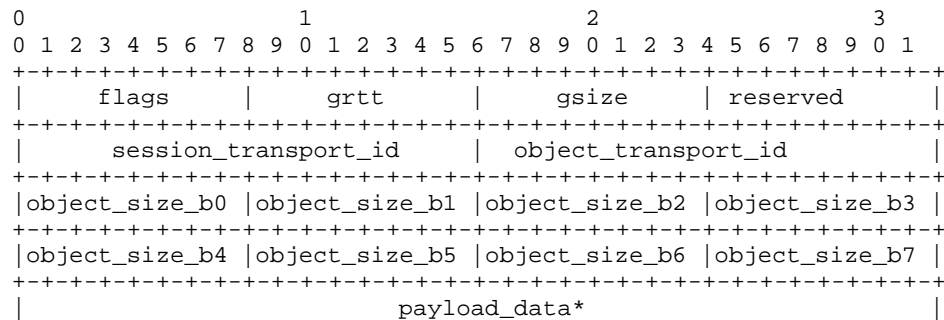 0                   1                   2                   3
0 1 2 3 4 5 6 7 8 9 0 1 2 3 4 5 6 7 8 9 0 1 2 3 4 5 6 7 8 9 0 1
+-+-+-+-+-+-+-+-+-+-+-+-+-+-+-+-+-+-+-+-+-+-+-+-+-+-+-+-+-+-+-+-+
|     flags     |     grtt      |     gsize     | reserved      |
+-+-+-+-+-+-+-+-+-+-+-+-+-+-+-+-+-+-+-+-+-+-+-+-+-+-+-+-+-+-+-+-+
|      session_transport_id     |  object_transport_id          |
+-+-+-+-+-+-+-+-+-+-+-+-+-+-+-+-+-+-+-+-+-+-+-+-+-+-+-+-+-+-+-+-+
|object_size_b0 |object_size_b1 |object_size_b2 |object_size_b3 |
+-+-+-+-+-+-+-+-+-+-+-+-+-+-+-+-+-+-+-+-+-+-+-+-+-+-+-+-+-+-+-+-+
|object_size_b4 |object_size_b5 |object_size_b6 |object_size_b7 |
+-+-+-+-+-+-+-+-+-+-+-+-+-+-+-+-+-+-+-+-+-+-+-+-+-+-+-+-+-+-+-+-+
|                          payload_data*                        |